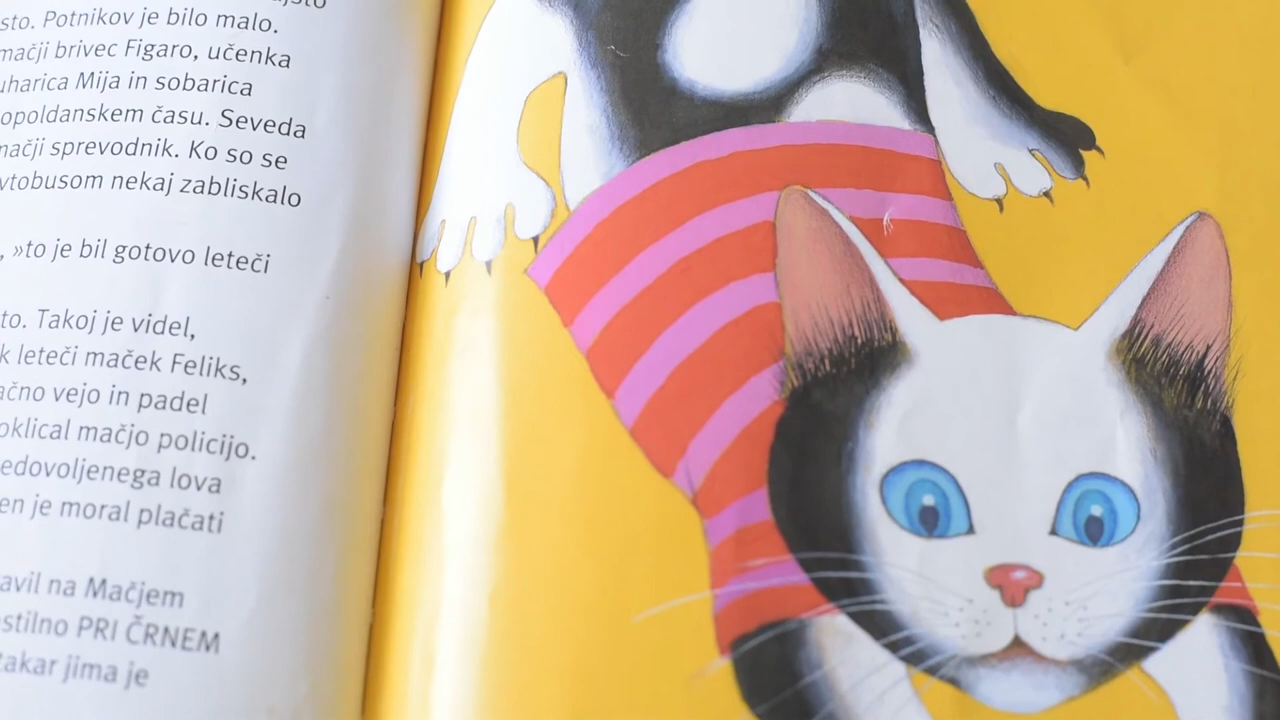 sto. Potnikov je bilo malo.
mačji brivec Figaro, učenka
uharica Mija in sobarica
opoldanskem času. Seveda
mačji sprevodnik. Ko so se
vtobusom nekaj zabliskalo
, »to je bil gotovo leteči
to. Takoj je videl,
k leteči maček Feliks,
ačno vejo in padel
oklical mačjo policijo.
edovoljenega lova
en je moral plačati
avil na Mačjem
stilno PRI ČRNEM
takar jima je